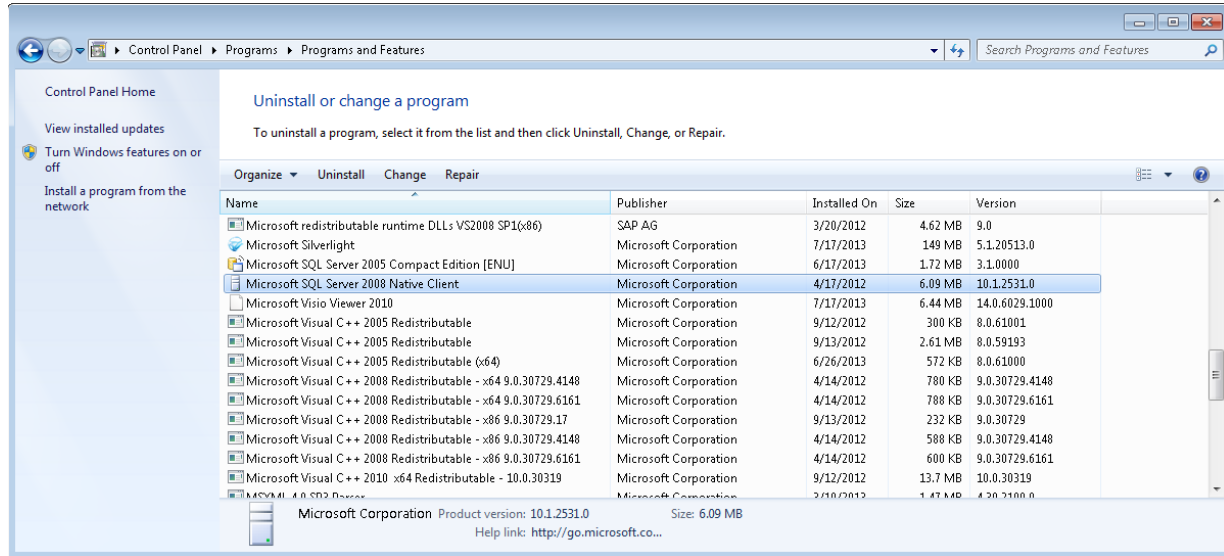 Control Panel ▸ Programs ▸ Programs and Features
Search Programs and Features
Control Panel Home
View installed updates
Turn Windows features on or
off
Install a program from the
network
Uninstall or change a program
To uninstall a program, select it from the list and then click Uninstall, Change, or Repair.
Organize Uninstall Change Repair
Name Publisher Installed On Size Version
Microsoft redistributable runtime DLLs VS2008 SP1(x86) SAP AG 3/20/2012 4.62 MB 9.0
Microsoft Silverlight Microsoft Corporation 7/17/2013 149 MB 5.1.20513.0
Microsoft SQL Server 2005 Compact Edition [ENU] Microsoft Corporation 6/17/2013 1.72 MB 3.1.0000
Microsoft SQL Server 2008 Native Client Microsoft Corporation 4/17/2012 6.09 MB 10.1.2531.0
Microsoft Visio Viewer 2010 Microsoft Corporation 7/17/2013 6.44 MB 14.0.6029.1000
Microsoft Visual C++ 2005 Redistributable Microsoft Corporation 9/12/2012 300 KB 8.0.61001
Microsoft Visual C++ 2005 Redistributable Microsoft Corporation 9/13/2012 2.61 MB 8.0.59193
Microsoft Visual C++ 2005 Redistributable (x64) Microsoft Corporation 6/26/2013 572 KB 8.0.61000
Microsoft Visual C++ 2008 Redistributable - x64 9.0.30729.4148 Microsoft Corporation 4/14/2012 780 KB 9.0.30729.4148
Microsoft Visual C++ 2008 Redistributable - x64 9.0.30729.6161 Microsoft Corporation 4/14/2012 788 KB 9.0.30729.6161
Microsoft Visual C++ 2008 Redistributable - x86 9.0.30729.17 Microsoft Corporation 9/13/2012 232 KB 9.0.30729
Microsoft Visual C++ 2008 Redistributable - x86 9.0.30729.4148 Microsoft Corporation 4/14/2012 588 KB 9.0.30729.4148
Microsoft Visual C++ 2008 Redistributable - x86 9.0.30729.6161 Microsoft Corporation 4/14/2012 600 KB 9.0.30729.6161
Microsoft Visual C++ 2010 x64 Redistributable - 10.0.30319 Microsoft Corporation 9/12/2012 13.7 MB 10.0.30319
MSXML 4.0 SP3 Parser Microsoft Corporation 1.47 MB 4.30.2100.0
Microsoft Corporation Product version: 10.1.2531.0 Size: 6.09 MB
Help link: http://go.microsoft.co...